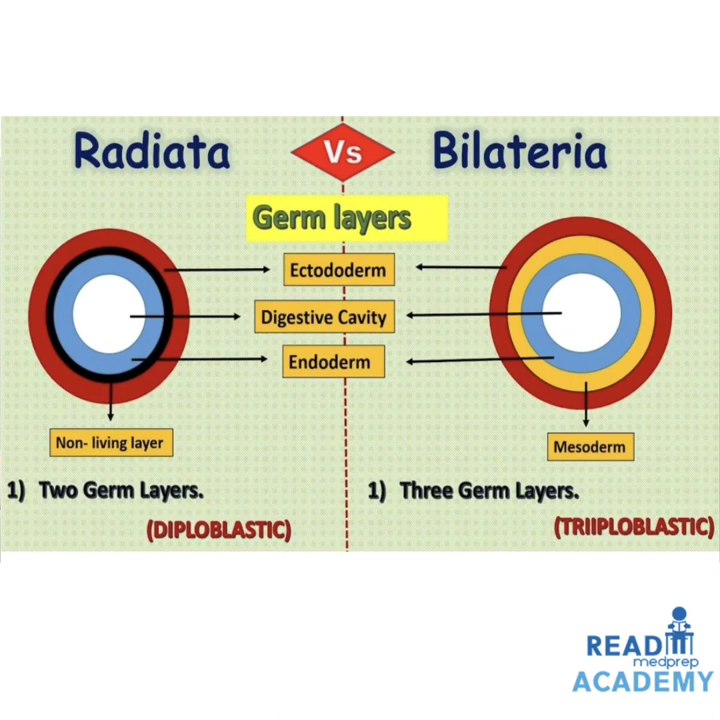 Radiata
Vs
Bilateria
Germ layers
Ectododerm
Digestive Cavity
Endoderm
Non- living layer
Mesoderm
1) Two Germ Layers.
(DIPLOBLASTIC)
1) Three Germ Layers.
(TRIIPLOBLASTIC)
READ
medprep
ACADEMY